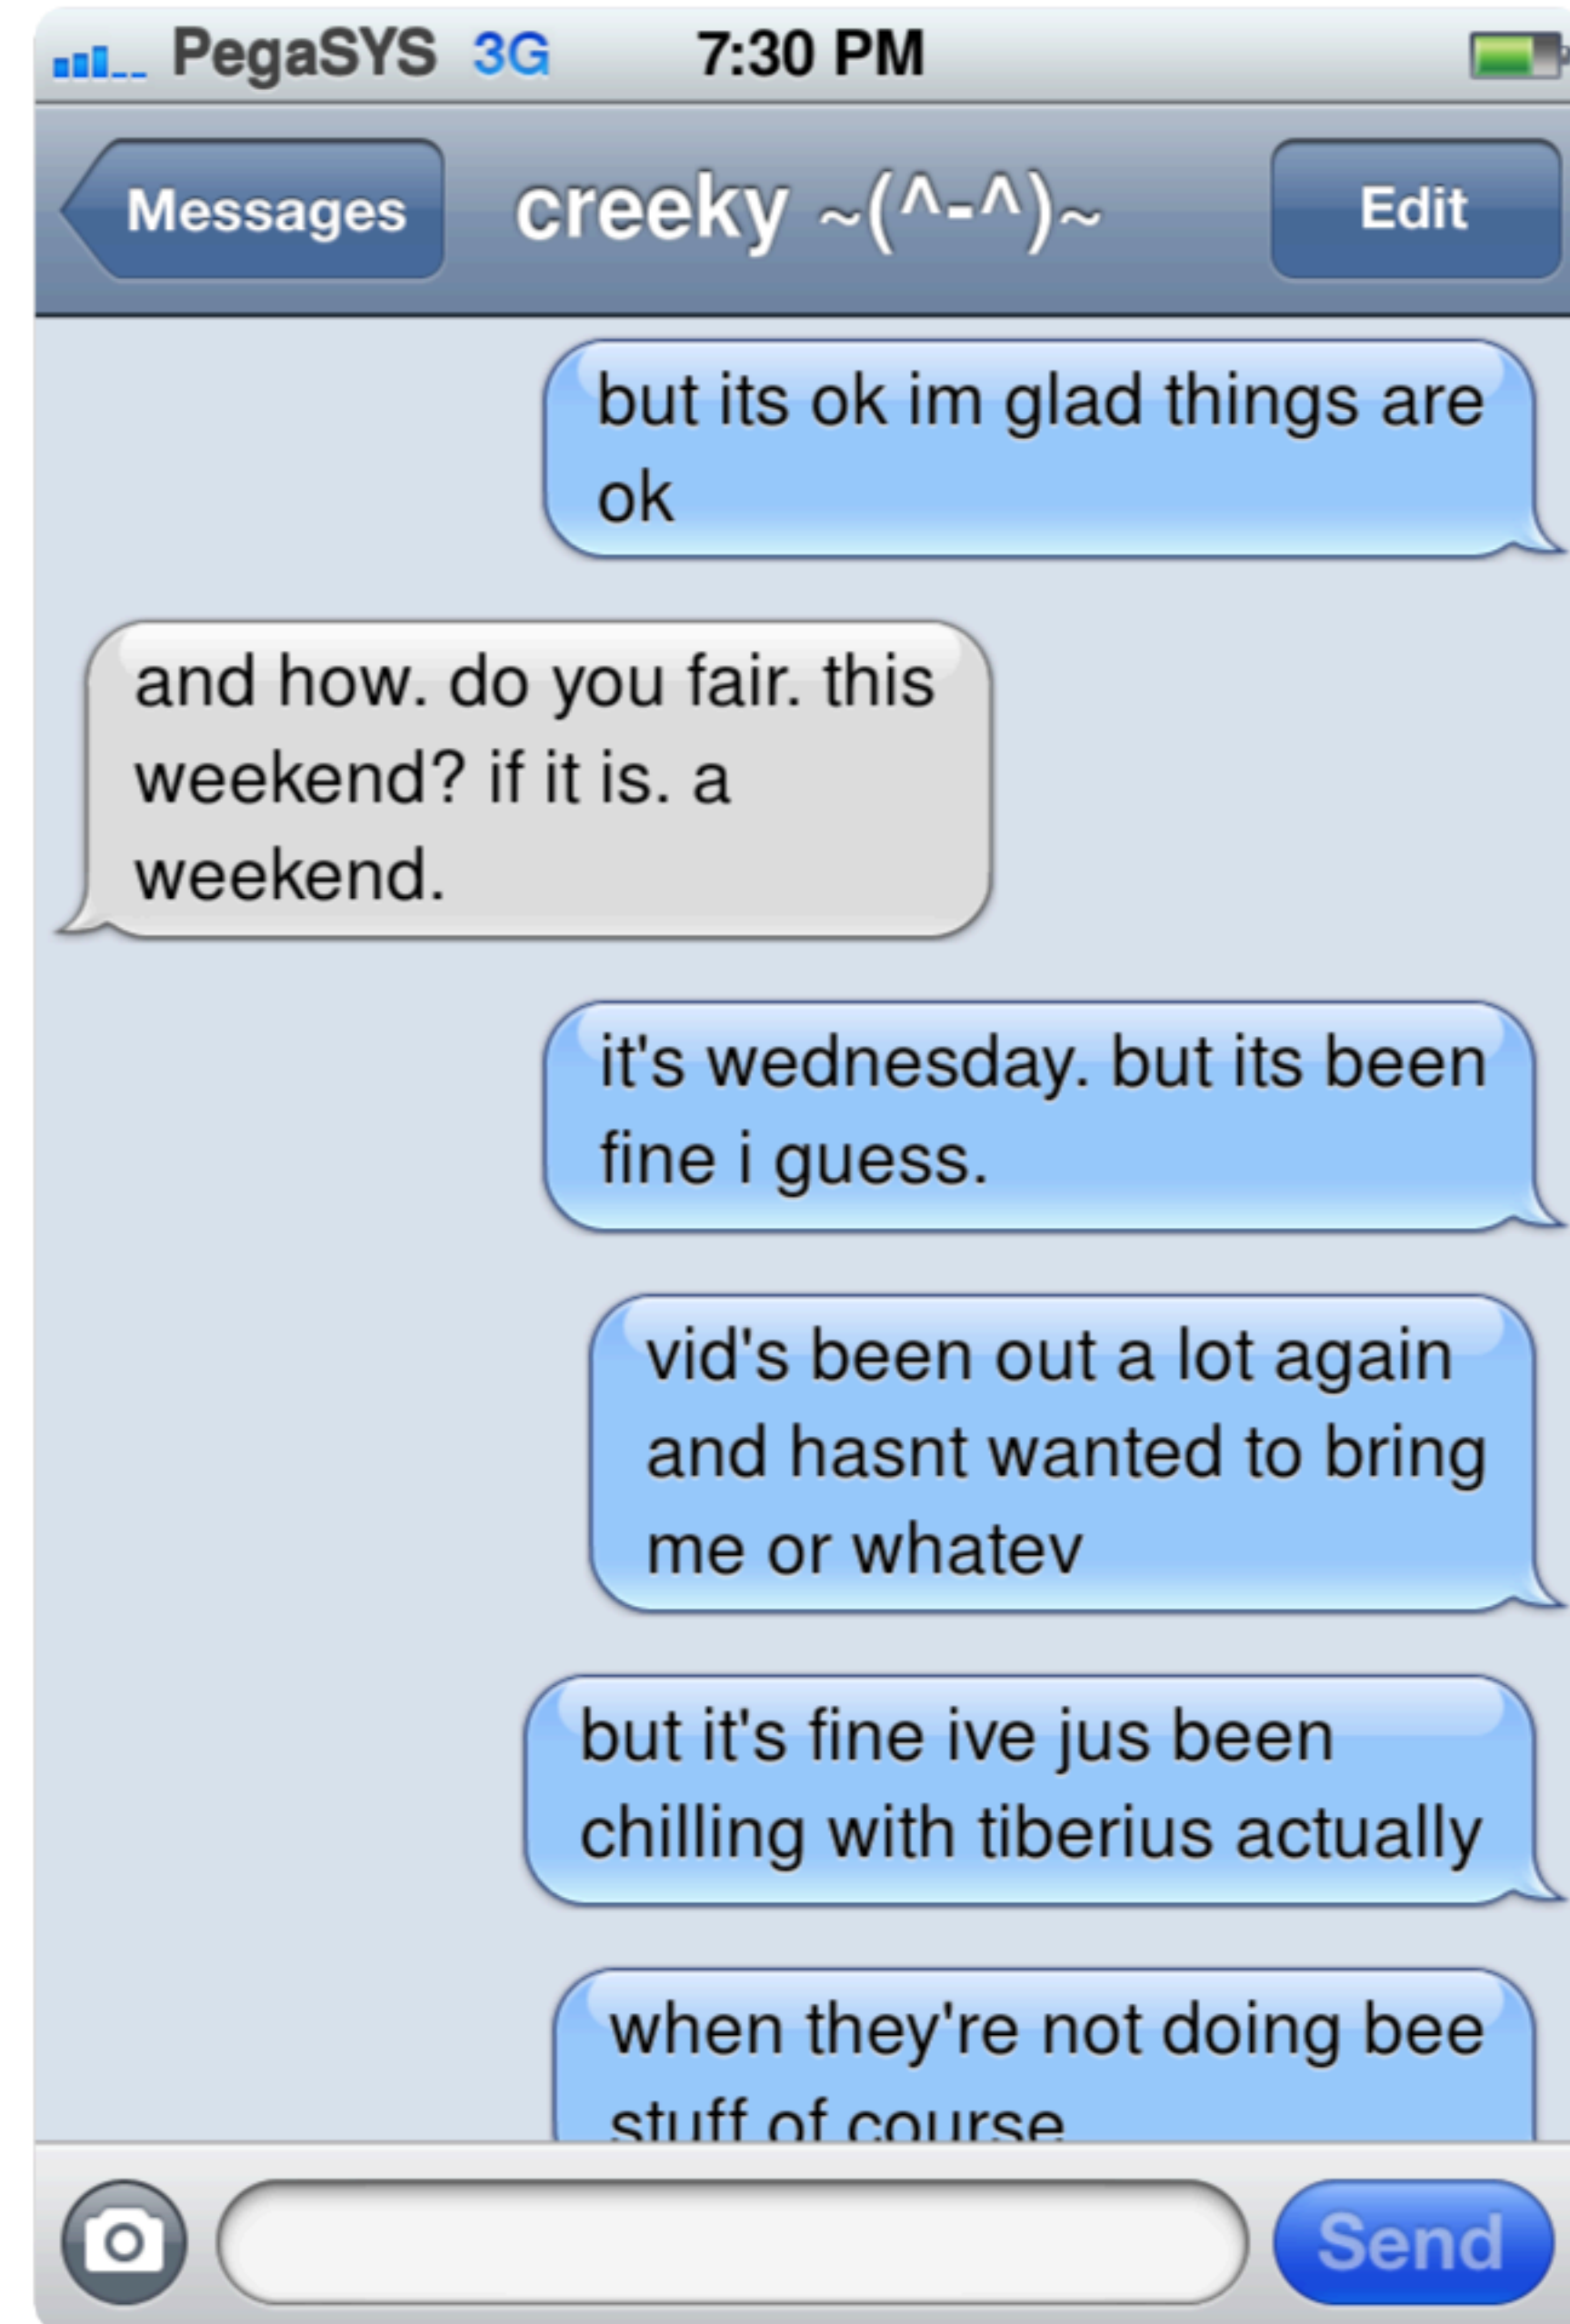 PegaSYS 3G 7:30 PM
Messages creeky ~(^-^)~ Edit
but its ok im glad things are
ok
and how. do you fair. this
weekend? if it is. a
weekend.
it's wednesday. but its been
fine i guess.
vid's been out a lot again
and hasnt wanted to bring
me or whatev
but it's fine ive jus been
chilling with tiberius actually
when they're not doing bee
stuff of course
Send